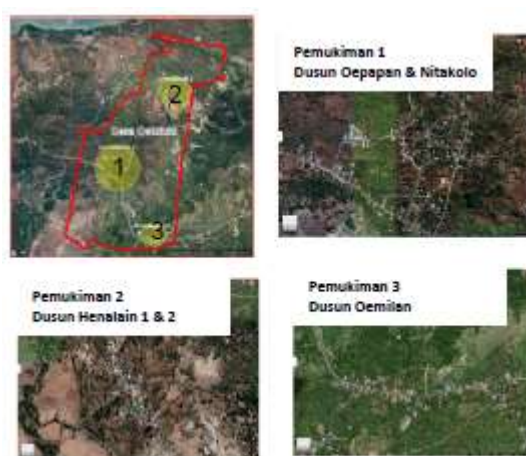 2
1
3
Pemukiman 1
Dusun Oepapan & Nitakolo
Pemukiman 2
Dusun Henalain 1 & 2
Pemukiman 3
Dusun Oemilan